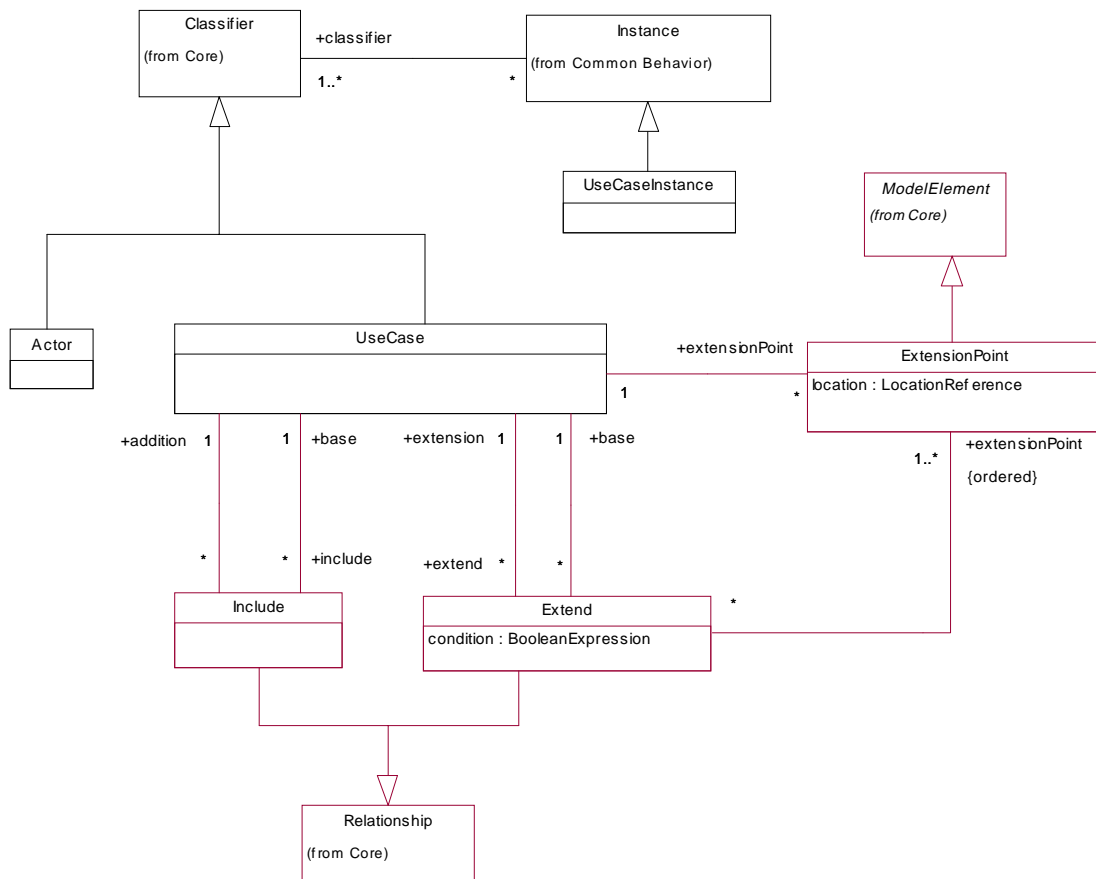 Classifier
(from Core)
+classifier
1..*
*
Instance
(from Common Behavior)
UseCaseInstance
ModelElement
(from Core)
Actor
UseCase
+extensionPoint
1
*
ExtensionPoint
location : LocationReference
+addition
1
1
+base
+extension
1
1
+base
1..*
+extensionPoint
{ordered}
*
*
+include
+extend
*
*
*
Include
Extend
condition : BooleanExpression
Relationship
(from Core)